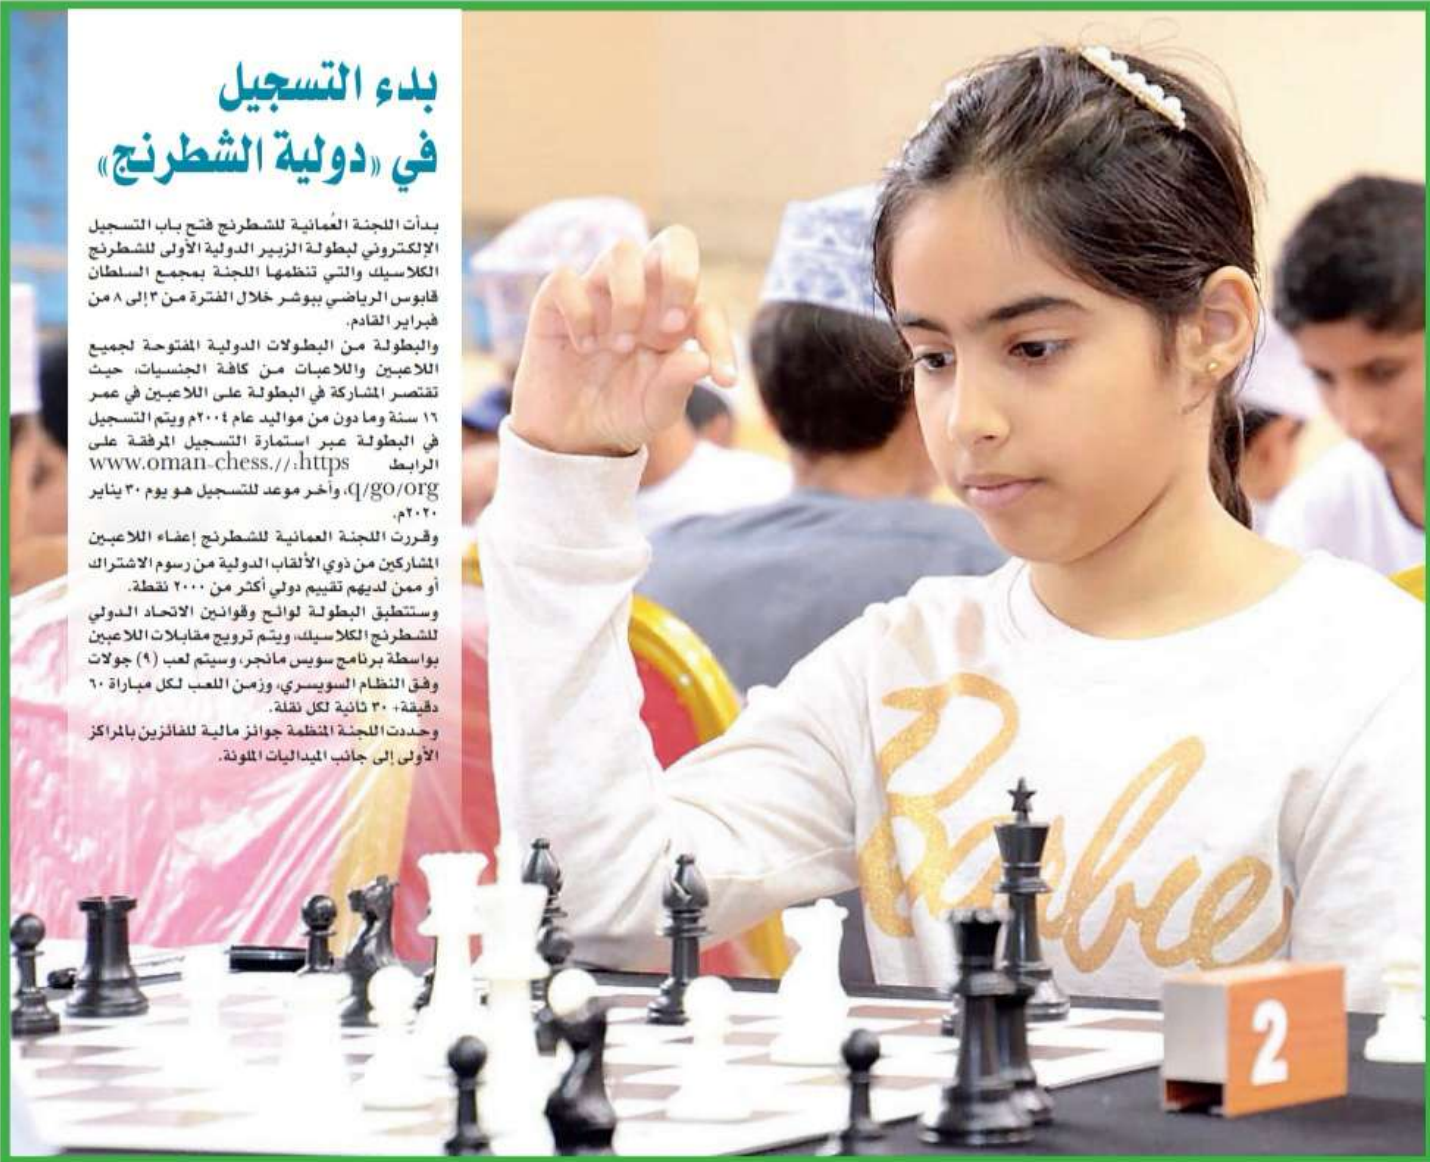 بدء التسجيل
في «دولية الشطرنج»
بدأت اللجنة العُمانية للشطرنج فتح باب التسجيل
الإلكتروني لبطولة الزبير الدولية الأولى للشطرنج
الكلاسيك والتي تنظمها اللجنة بمجمع السلطان
قابوس الرياضي ببوشر خلال الفترة من ٣ إلى ٨ من
فبراير القادم.
والبطولة من البطولات الدولية المفتوحة لجميع
اللاعبين واللاعبات من كافة الجنسيات، حيث
تقتصر المشاركة في البطولة على اللاعبين في عمر
١٦ سنة وما دون من مواليد عام ٢٠٠٤م ويتم التسجيل
في البطولة عبر استمارة التسجيل المرفقة على
الرابط www.oman-chess.//:https
q/go/org، وآخر موعد للتسجيل هو يوم ٣٠ يناير
٢٠٢٠م.
وقررت اللجنة العمانية للشطرنج إعفاء اللاعبين
المشاركين من ذوي الألقاب الدولية من رسوم الاشتراك
أو ممن لديهم تقييم دولي أكثر من ٢٠٠٠ نقطة.
وستتطبق البطولة لوائح وقوانين الاتحاد الدولي
للشطرنج الكلاسيك، ويتم ترويج مقابلات اللاعبين
بواسطة برنامج سويس مانجر، وسيتم لعب (٩) جولات
وفق النظام السويسري، وزمن اللعب لكل مباراة ٦٠
دقيقة+ ٣٠ ثانية لكل نقلة.
وحددت اللجنة المنظمة جوائز مالية للفائزين بالمراكز
الأولى إلى جانب الميداليات الملونة.
Barbie
2